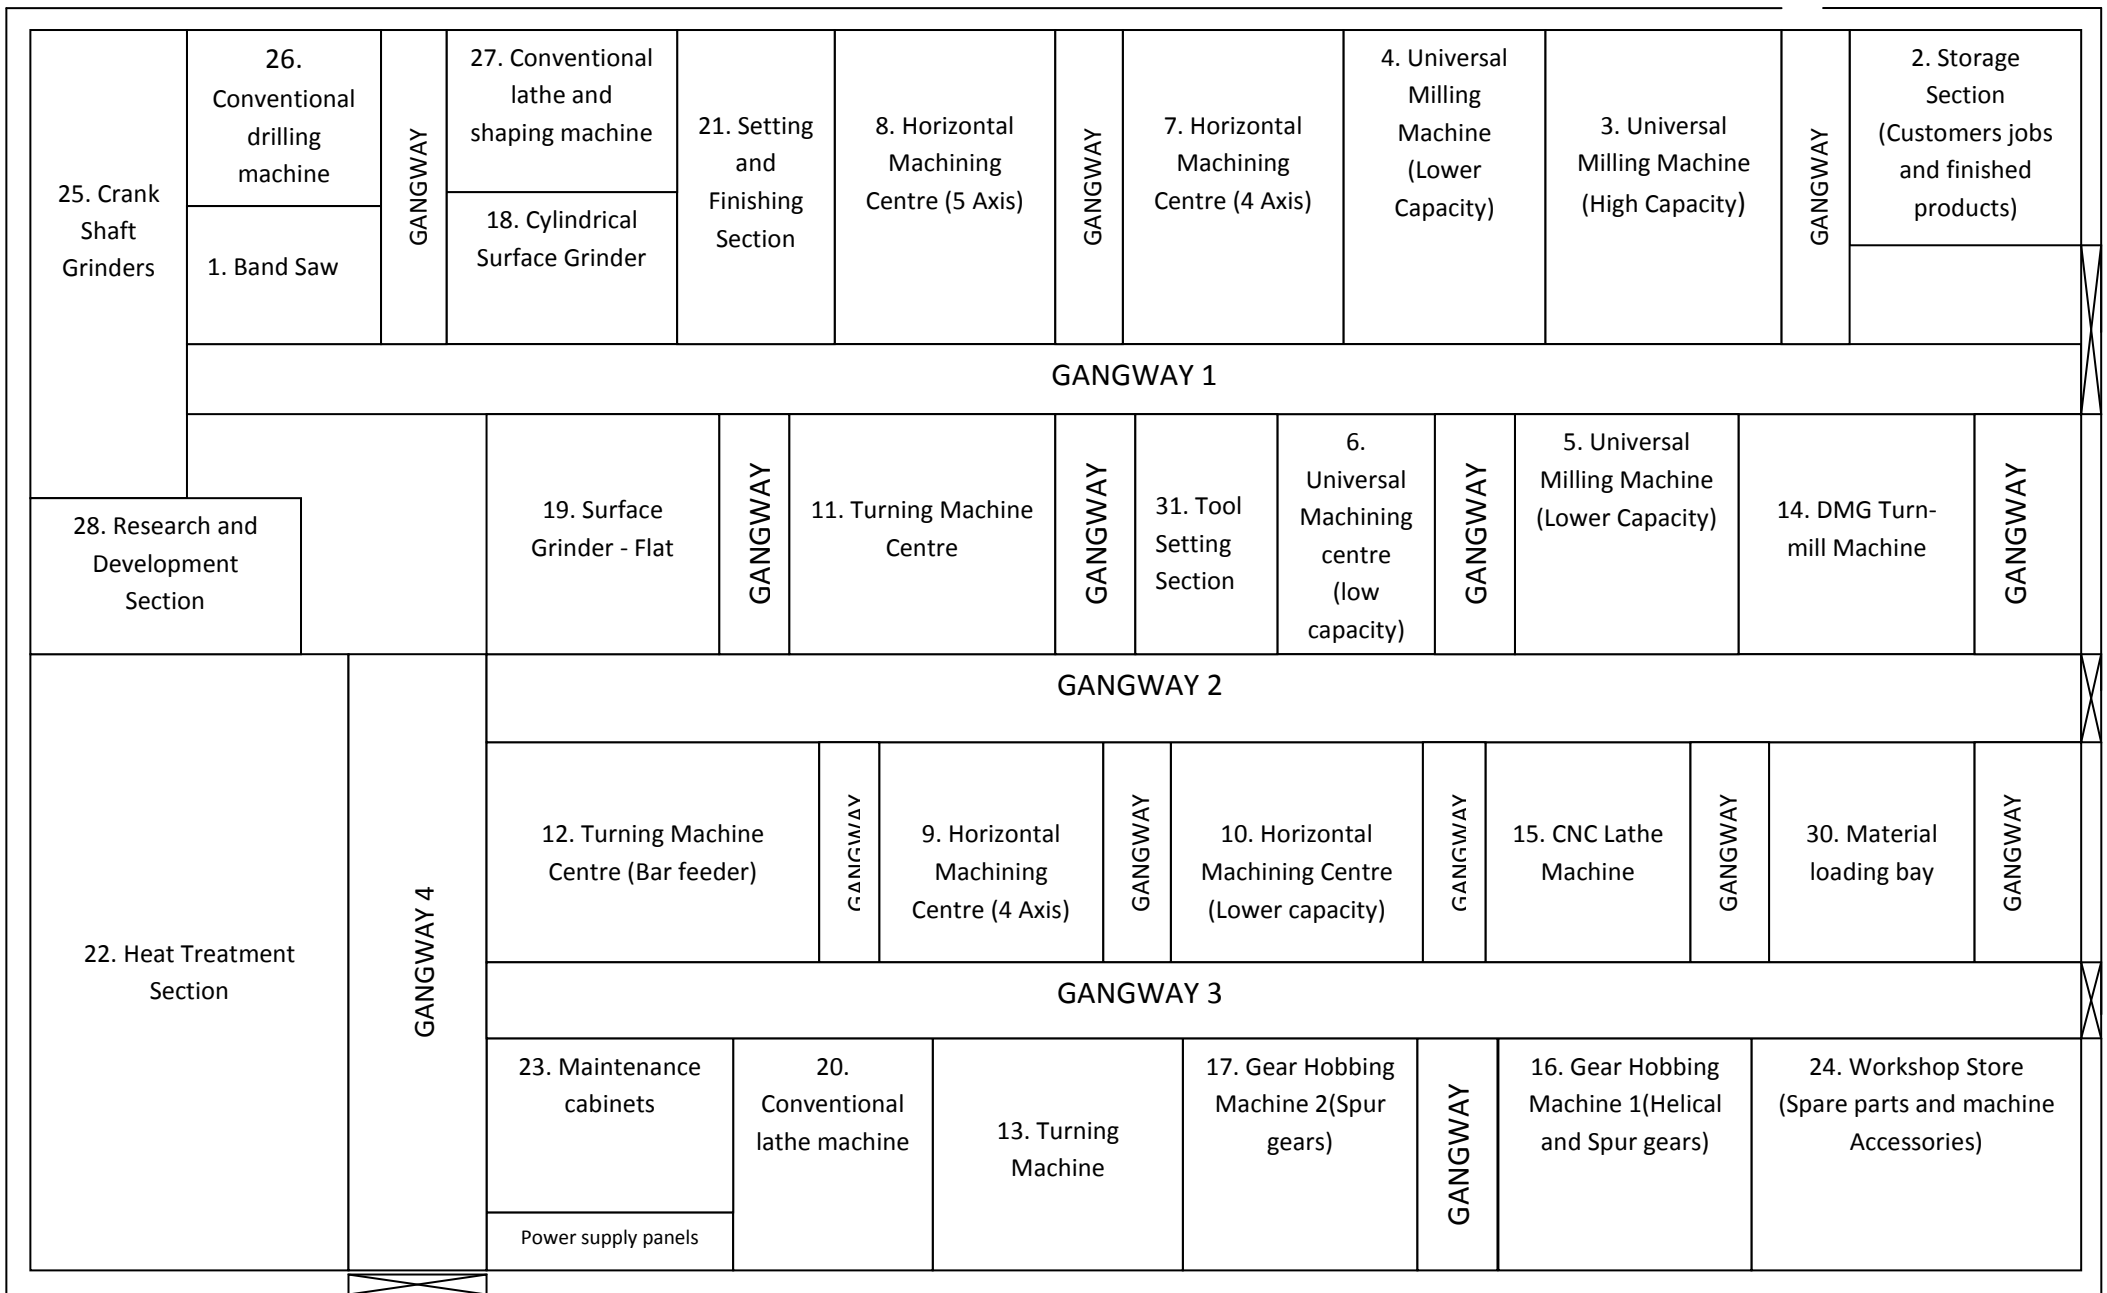 25. Crank
Shaft
Grinders
26.
Conventional
drilling
machine
1. Band Saw
GANGWAY
27. Conventional
lathe and
shaping machine
18. Cylindrical
Surface Grinder
21. Setting
and
Finishing
Section
8. Horizontal
Machining
Centre (5 Axis)
GANGWAY
7. Horizontal
Machining
Centre (4 Axis)
4. Universal
Milling
Machine
(Lower
Capacity)
3. Universal
Milling Machine
(High Capacity)
GANGWAY
2. Storage
Section
(Customers jobs
and finished
products)
GANGWAY 1
28. Research and
Development
Section
19. Surface
Grinder - Flat
GANGWAY
11. Turning Machine
Centre
GANGWAY
31. Tool
Setting
Section
6.
Universal
Machining
centre
(low
capacity)
GANGWAY
5. Universal
Milling Machine
(Lower Capacity)
14. DMG Turn-
mill Machine
GANGWAY
GANGWAY 2
22. Heat Treatment
Section
GANGWAY 4
12. Turning Machine
Centre (Bar feeder)
GANGWAY
9. Horizontal
Machining
Centre (4 Axis)
GANGWAY
10. Horizontal
Machining Centre
(Lower capacity)
GANGWAY
15. CNC Lathe
Machine
GANGWAY
30. Material
loading bay
GANGWAY
GANGWAY 3
23. Maintenance
cabinets
Power supply panels
20.
Conventional
lathe machine
13. Turning
Machine
17. Gear Hobbing
Machine 2(Spur
gears)
GANGWAY
16. Gear Hobbing
Machine 1(Helical
and Spur gears)
24. Workshop Store
(Spare parts and machine
Accessories)